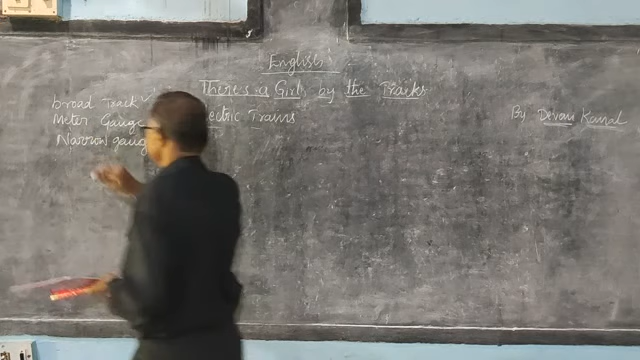 English
There's a Girl by the Tracks
broad Track ✓
Meter Gauge
Narrow gauge
ectric Trains
By Devan Kanal